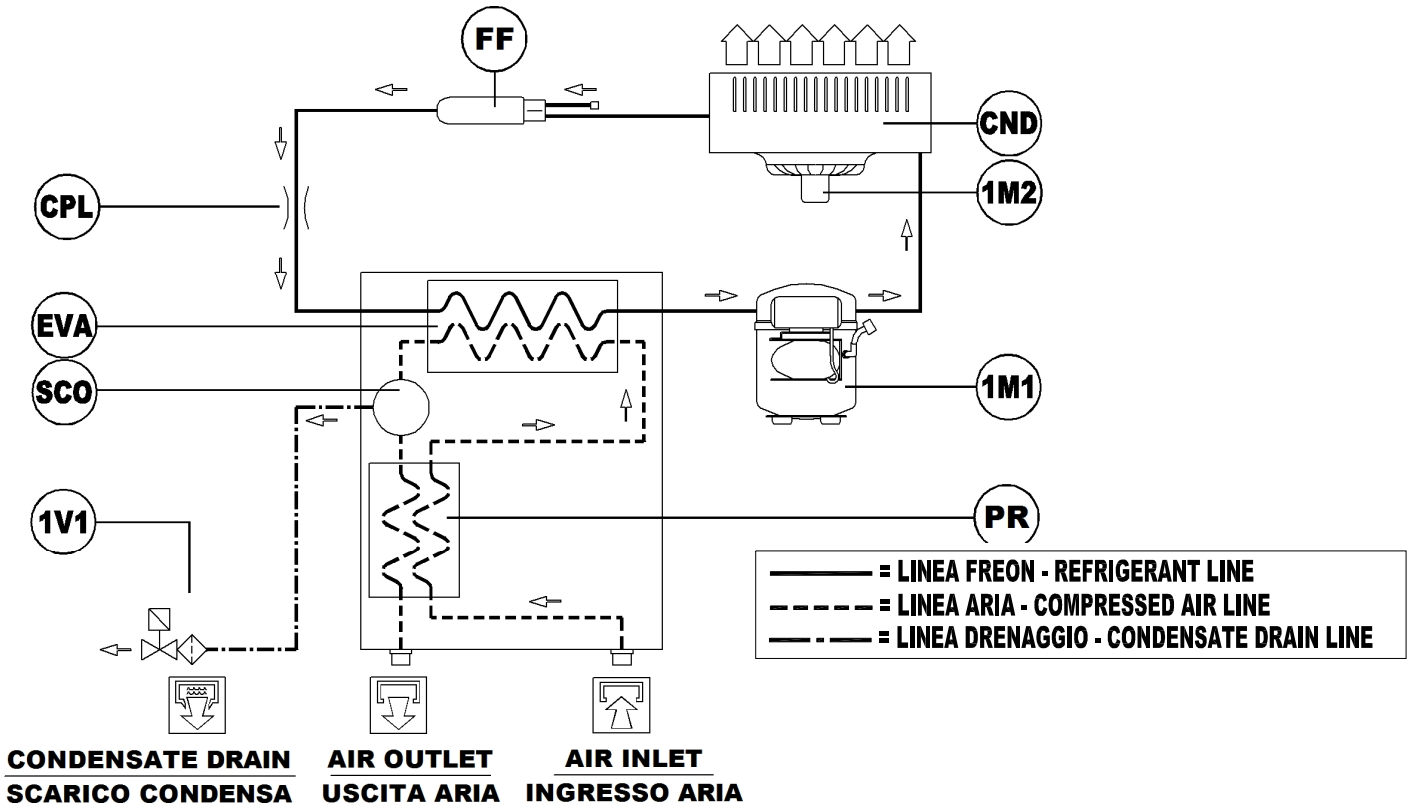 FF
CND
1M2
CPL
EVA
SCO
1M1
1V1
PR
= LINEA FREON - REFRIGERANT LINE
= LINEA ARIA - COMPRESSED AIR LINE
= LINEA DRENAGGIO - CONDENSATE DRAIN LINE
CONDENSATE DRAIN
SCARICO CONDENSA
AIR OUTLET
USCITA ARIA
AIR INLET
INGRESSO ARIA